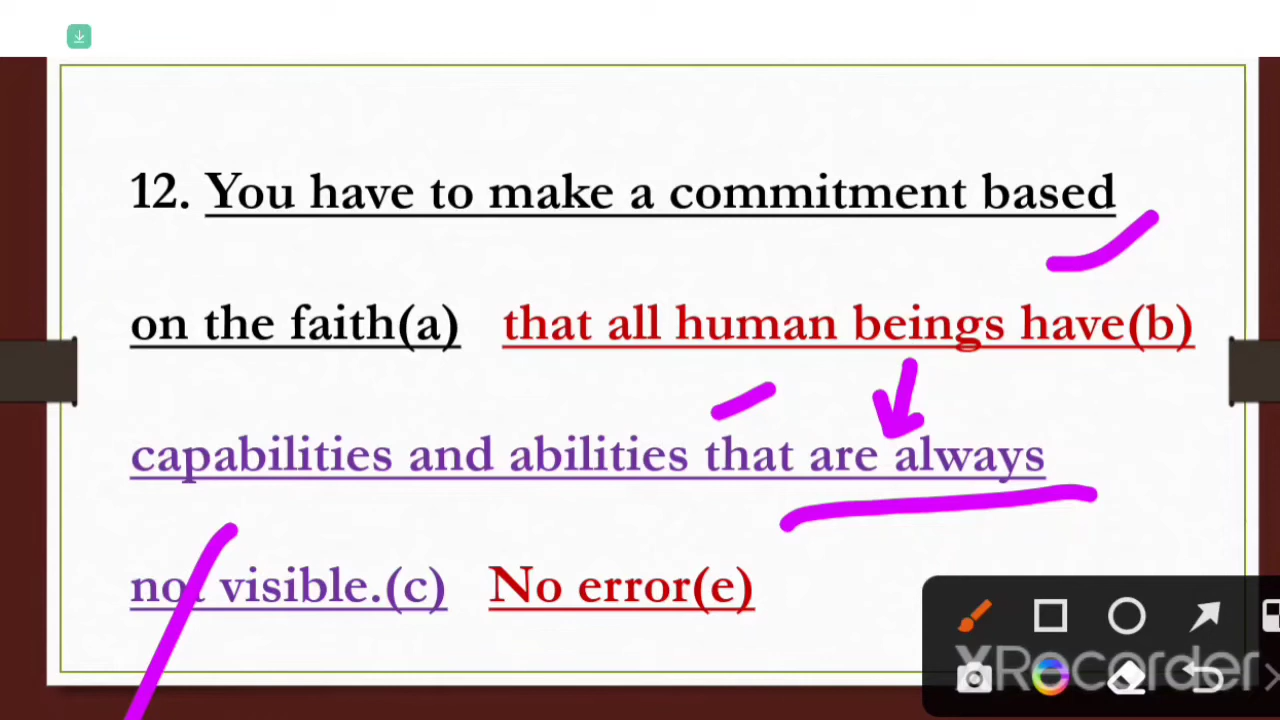 12. You have to make a commitment based
on the faith(a) that all human beings have(b)
capabilities and abilities that are always
not visible.(c) No error(e)
XRecorder